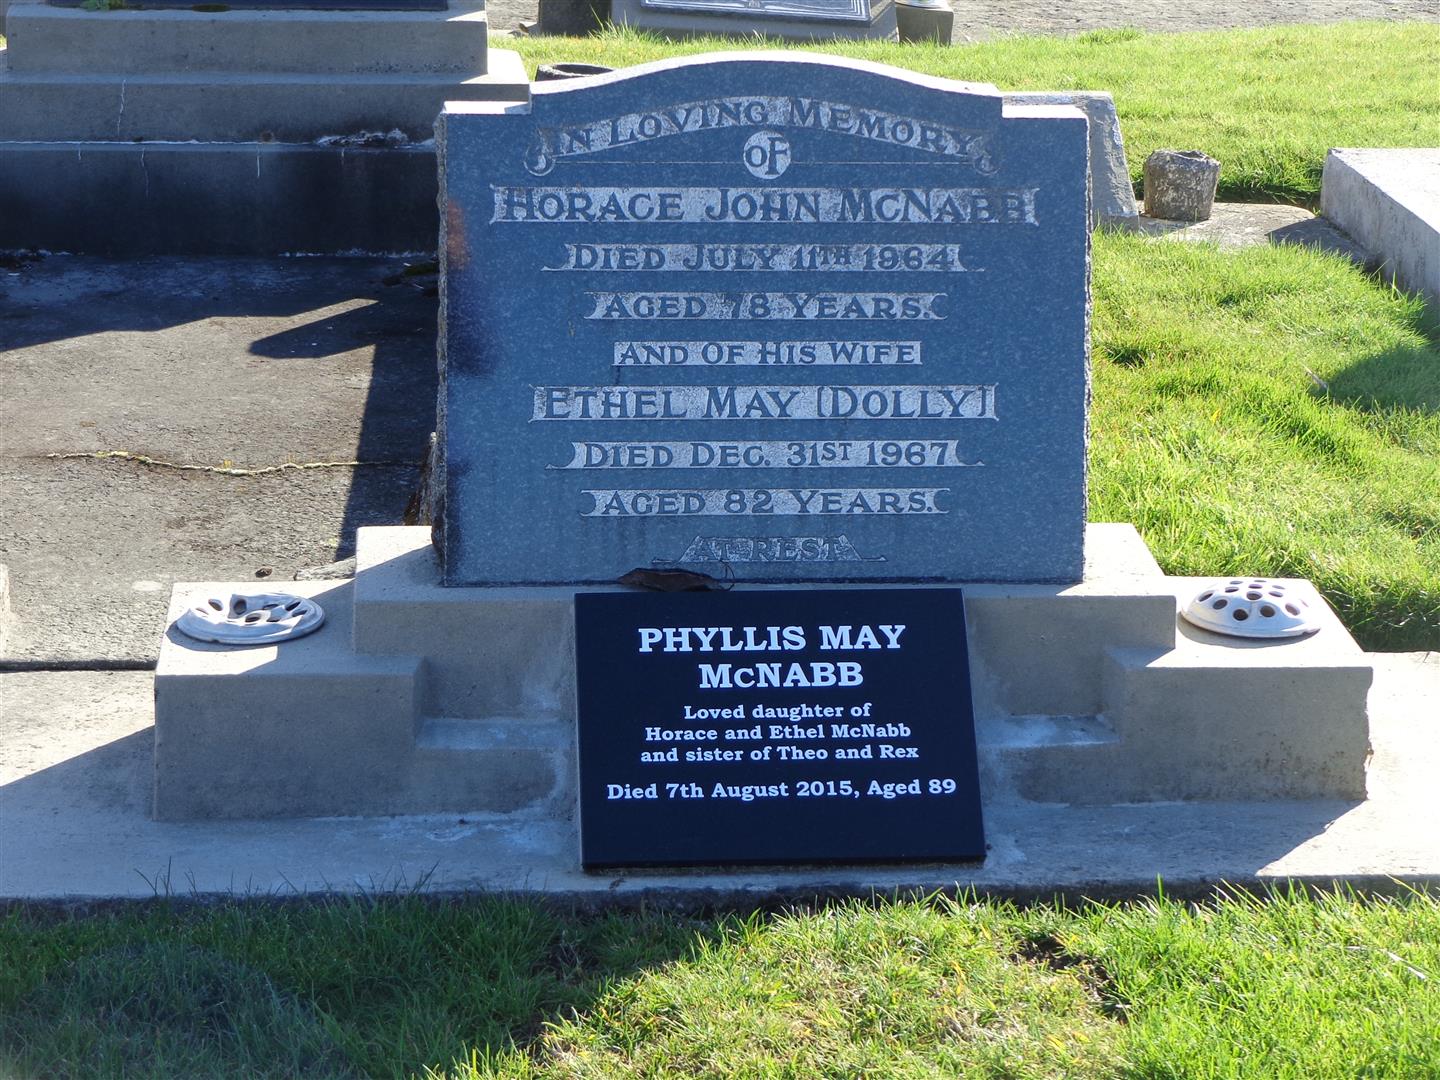 IN LOVING MEMORY
OF
HORACE JOHN MCNABB
DIED JULY 11TH 1964
AGED 78 YEARS.
AND OF HIS WIFE
ETHEL MAY (DOLLY)
DIED DEC. 31ST 1967
AGED 82 YEARS.
AT REST
PHYLLIS MAY
McNABB
Loved daughter of
Horace and Ethel McNabb
and sister of Theo and Rex
Died 7th August 2015, Aged 89